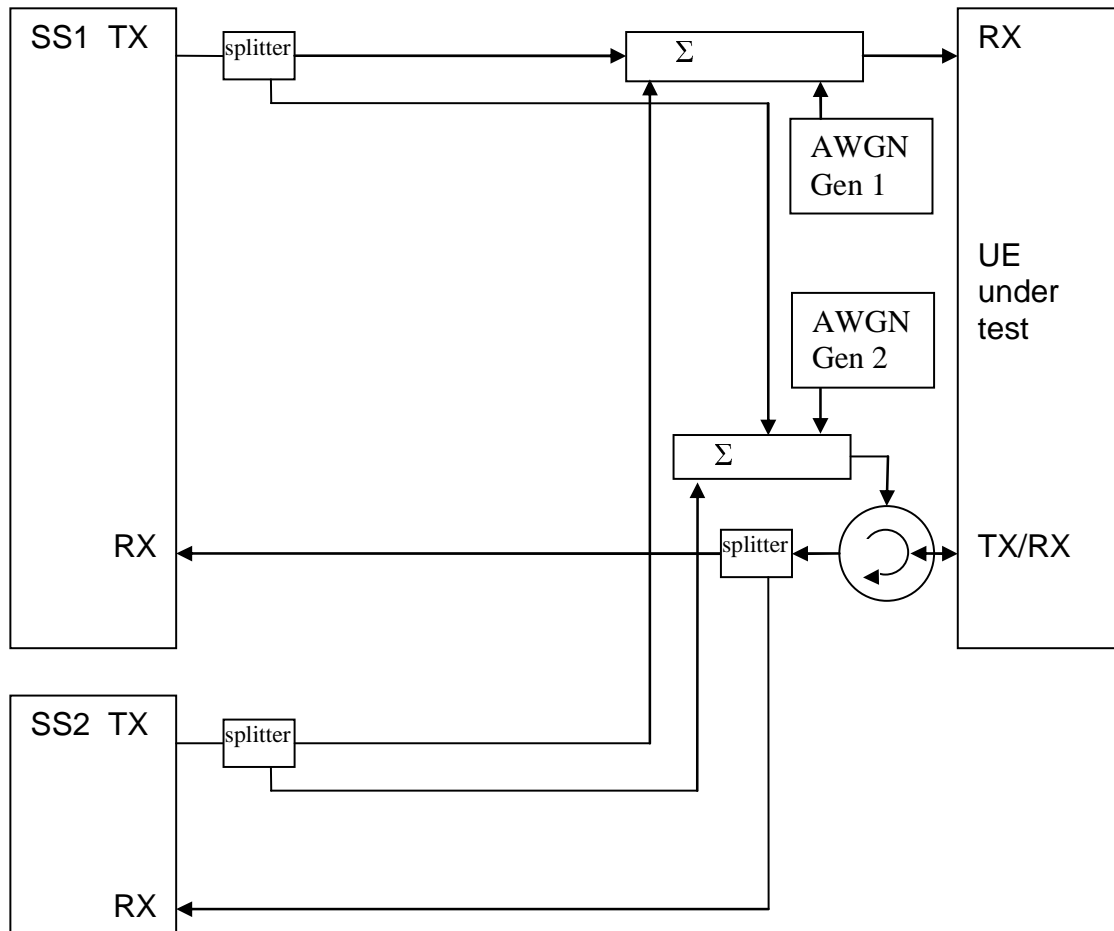 SS1 TX
splitter
Σ
RX
AWGN
Gen 1
UE
under
test
AWGN
Gen 2
Σ
RX
splitter
TX/RX
SS2 TX
splitter
RX